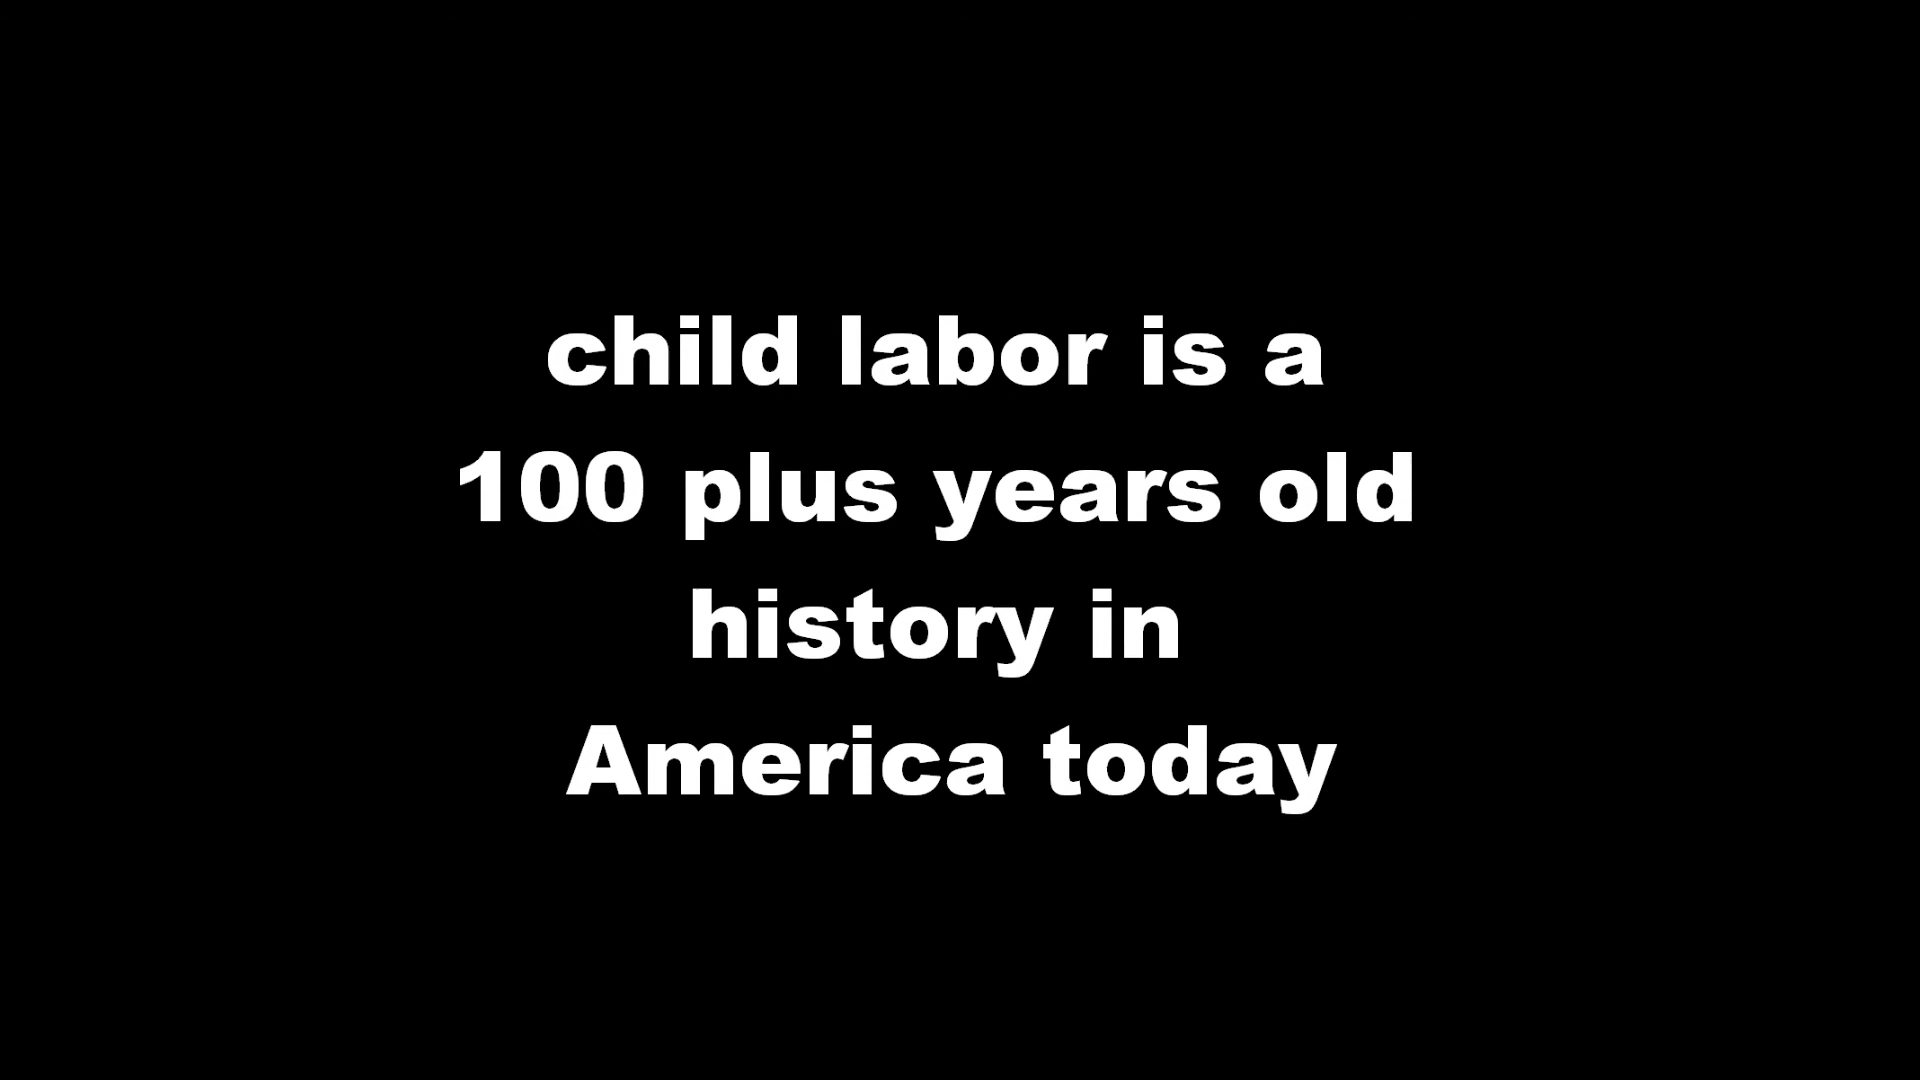 child labor is a
100 plus years old
history in
America today